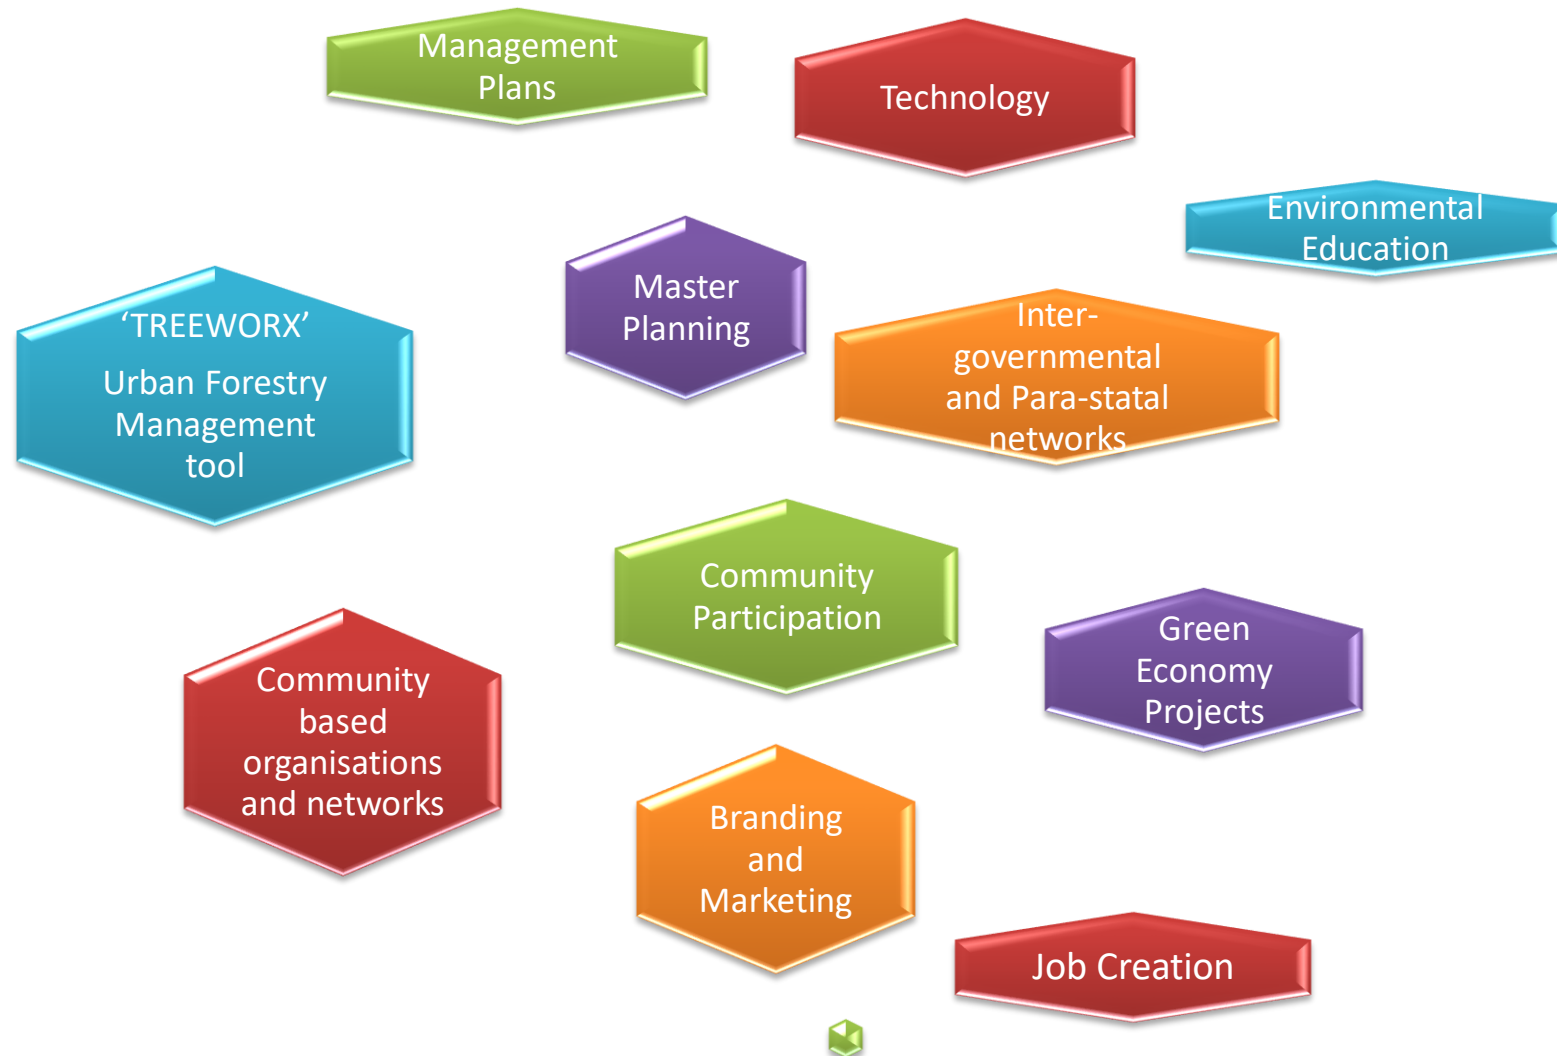 Management
Plans
Technology
Environmental
Education
Master
Planning
‘TREEWORX’
Urban Forestry
Management
tool
Inter-
governmental
and Para-statal
networks
Community
Participation
Green
Economy
Projects
Community
based
organisations
and networks
Branding
and
Marketing
Job Creation